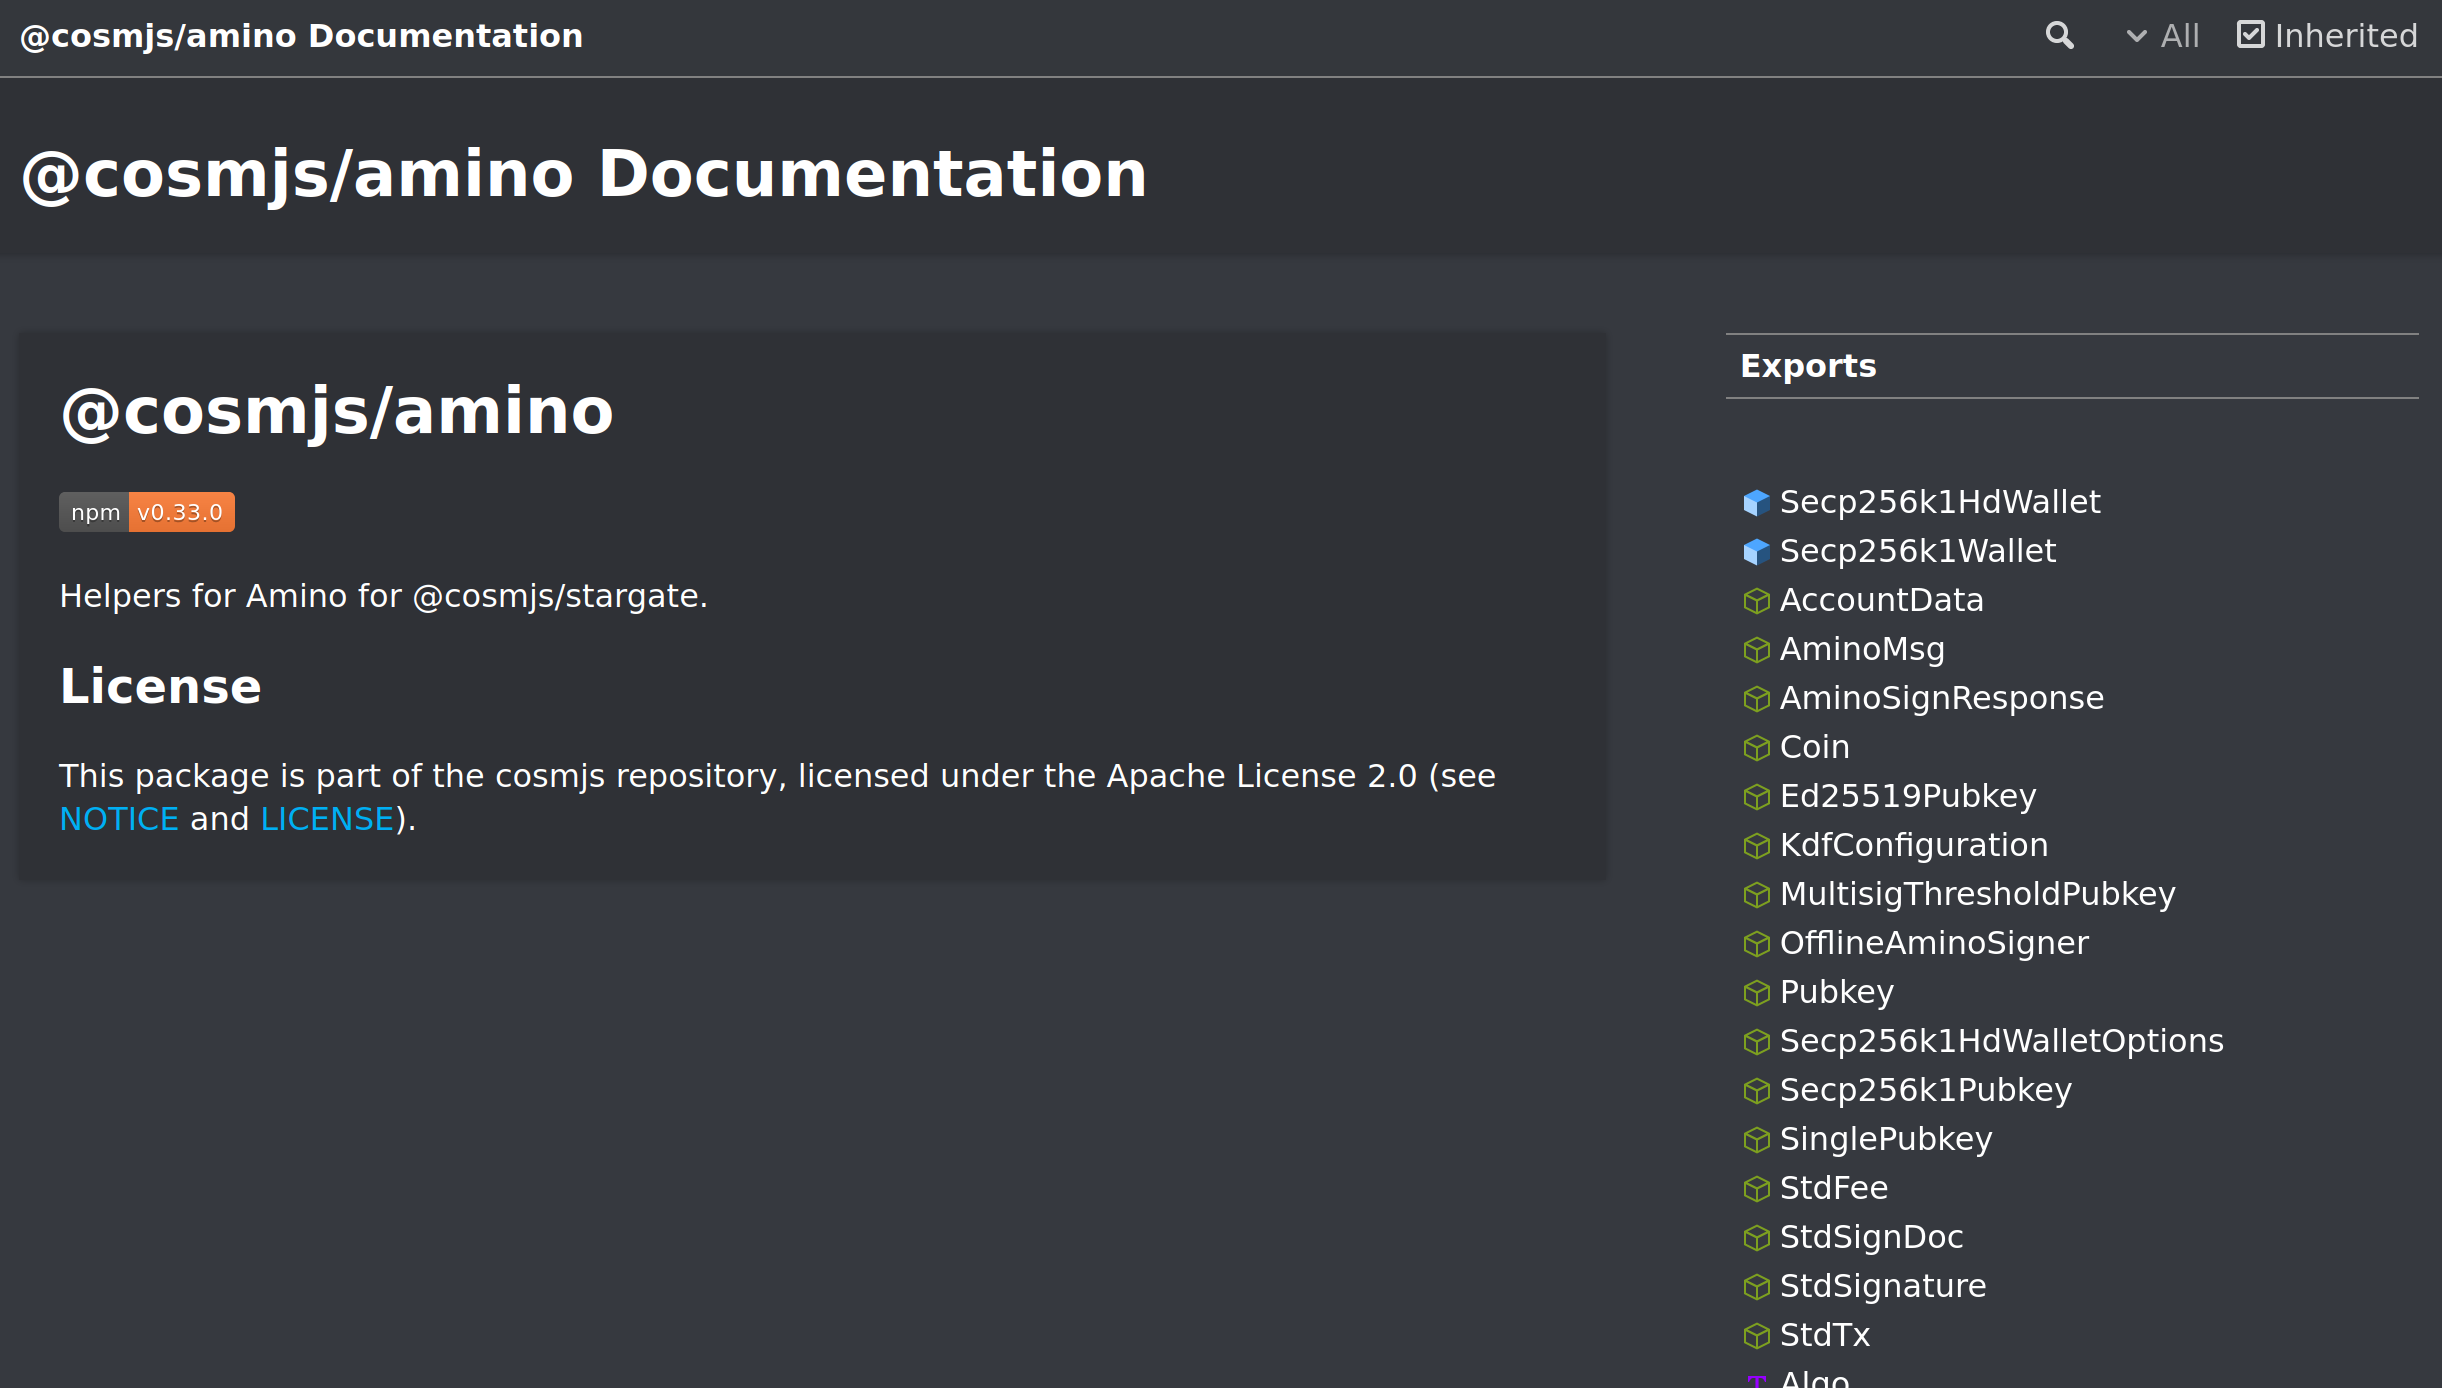 @cosmjs/amino Documentation
All
Inherited
@cosmjs/amino Documentation
@cosmjs/amino
npm v0.33.0
Helpers for Amino for @cosmjs/stargate.
License
This package is part of the cosmjs repository, licensed under the Apache License 2.0 (see
NOTICE and LICENSE).
Exports
Secp256k1HdWallet
Secp256k1Wallet
AccountData
AminoMsg
AminoSignResponse
Coin
Ed25519Pubkey
KdfConfiguration
MultisigThresholdPubkey
OfflineAminoSigner
Pubkey
Secp256k1HdWalletOptions
Secp256k1Pubkey
SinglePubkey
StdFee
StdSignDoc
StdSignature
StdTx
Algo